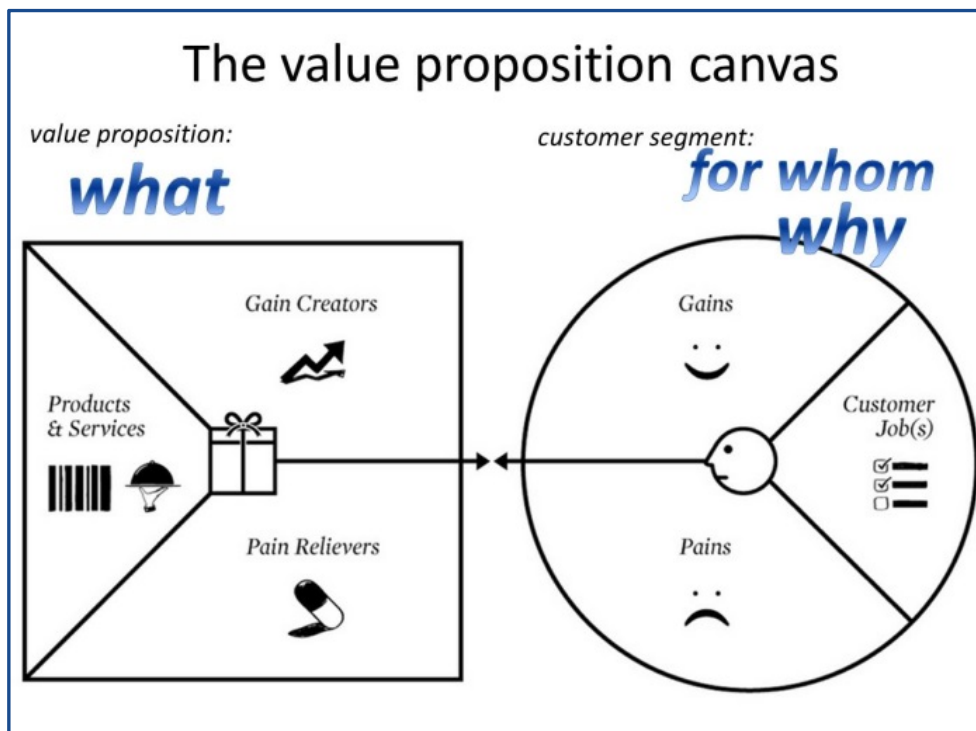 The value proposition canvas
value proposition:
what
customer segment:
for whom
why
Gain Creators
Products
& Services
Pain Relievers
Gains
Customer
Job(s)
Pains